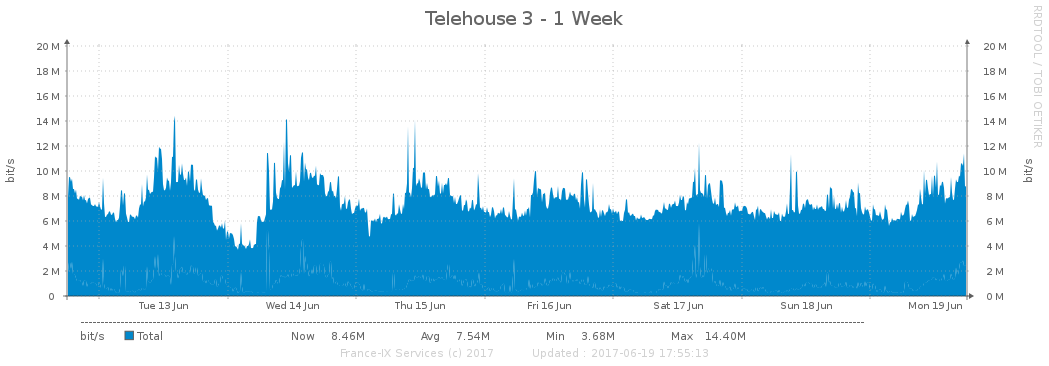 Telehouse 3 - 1 Week
RRDTOOL / TOBI OETIKER
bit/s
20 M 20 M
18 M 18 M
16 M 16 M
14 M 14 M
12 M 12 M
10 M 10 M
8 M 8 M
6 M 6 M
4 M 4 M
2 M 2 M
0 0 M
bit/s
Tue 13 Jun Wed 14 Jun Thu 15 Jun Fri 16 Jun Sat 17 Jun Sun 18 Jun Mon 19 Jun
bit/s Total Now 8.46M Avg 7.54M Min 3.68M Max 14.40M
France-IX Services (c) 2017 Updated : 2017-06-19 17:55:13